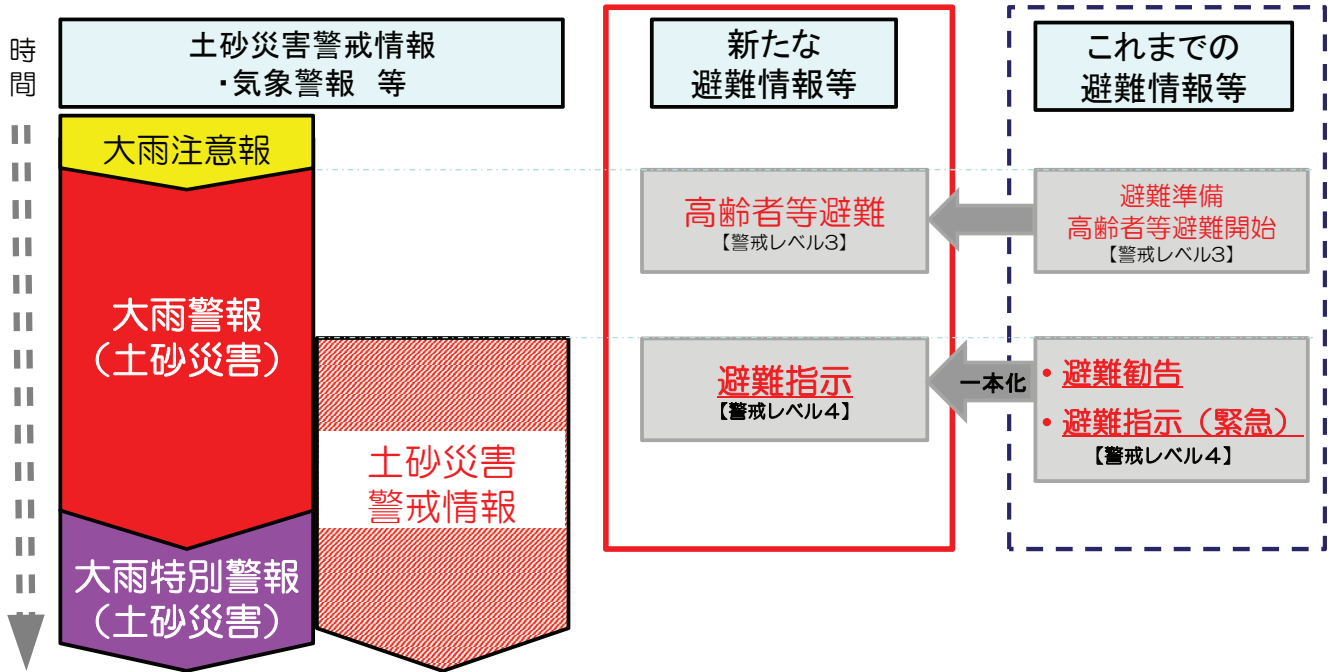 時
間
土砂災害警戒情報
・気象警報 等
新たな
避難情報等
これまでの
避難情報等
大雨注意報
高齢者等避難
【警戒レベル3】
避難準備
高齢者等避難開始
【警戒レベル3】
大雨警報
（土砂災害）
避難指示
【警戒レベル4】
一本化
・避難勧告
・避難指示（緊急）
【警戒レベル4】
土砂災害
警戒情報
大雨特別警報
（土砂災害）